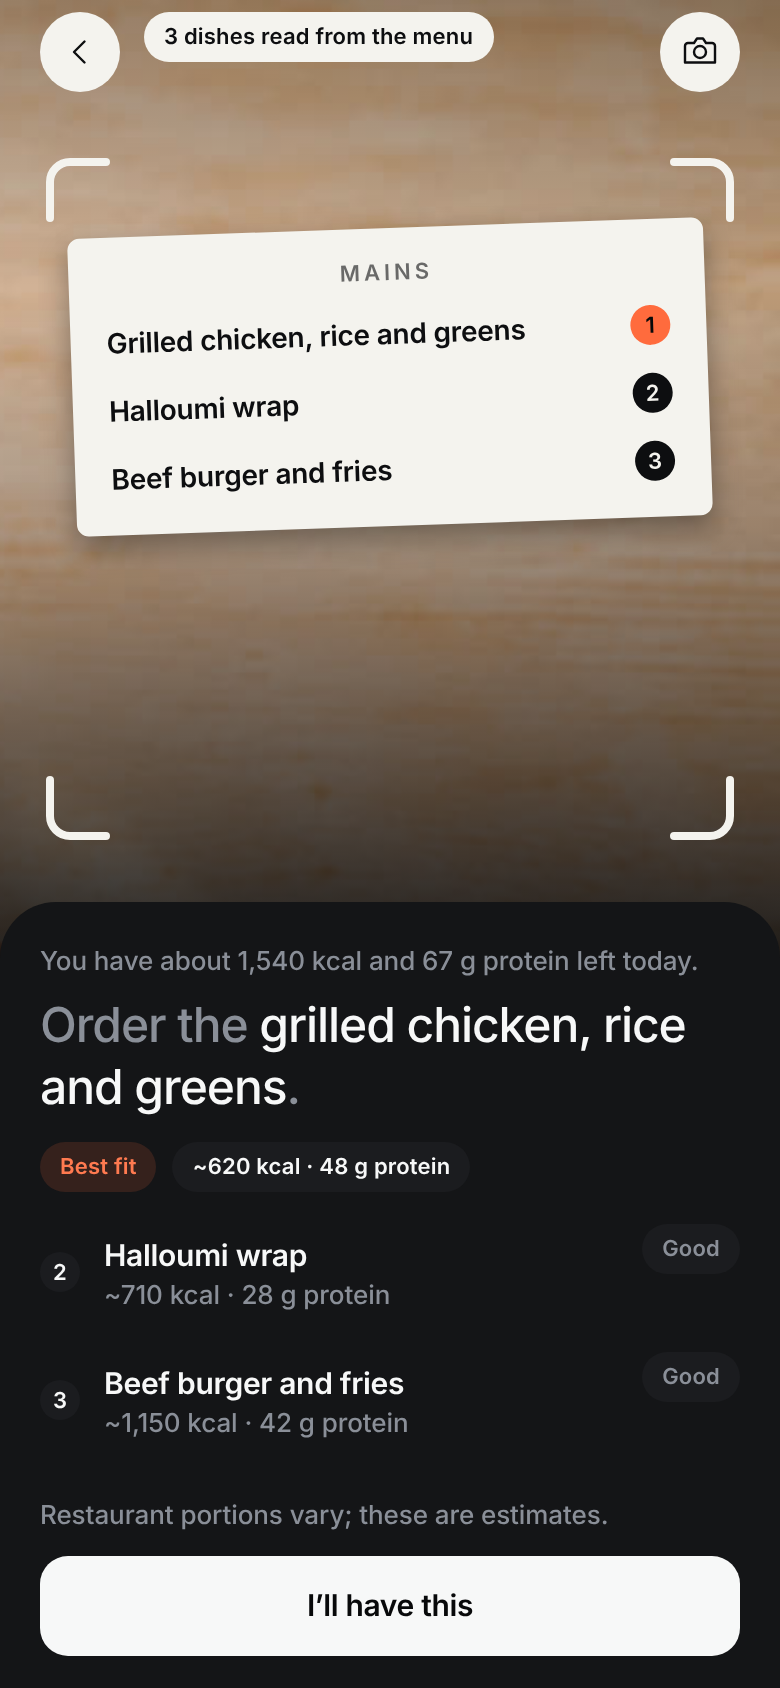 3 dishes read from the menu
MAINS
Grilled chicken, rice and greens 1
Halloumi wrap 2
Beef burger and fries 3
You have about 1,540 kcal and 67 g protein left today.
Order the grilled chicken, rice
and greens.
Best fit ~620 kcal · 48 g protein
2 Halloumi wrap Good
~710 kcal · 28 g protein
3 Beef burger and fries Good
~1,150 kcal · 42 g protein
Restaurant portions vary; these are estimates.
I’ll have this